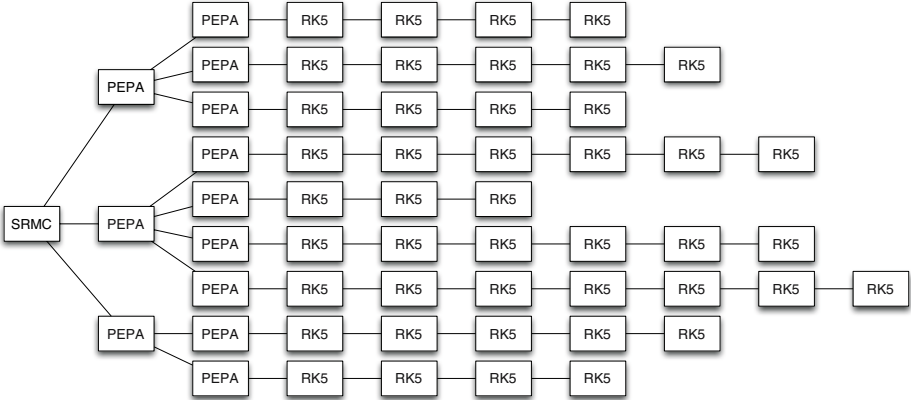 PEPA RK5 RK5 RK5 RK5
PEPA RK5 RK5 RK5 RK5 RK5
PEPA
PEPA RK5 RK5 RK5 RK5
PEPA RK5 RK5 RK5 RK5 RK5 RK5
PEPA RK5 RK5 RK5
SRMC PEPA
PEPA RK5 RK5 RK5 RK5 RK5 RK5
PEPA RK5 RK5 RK5 RK5 RK5 RK5 RK5
PEPA PEPA RK5 RK5 RK5 RK5 RK5
PEPA RK5 RK5 RK5 RK5